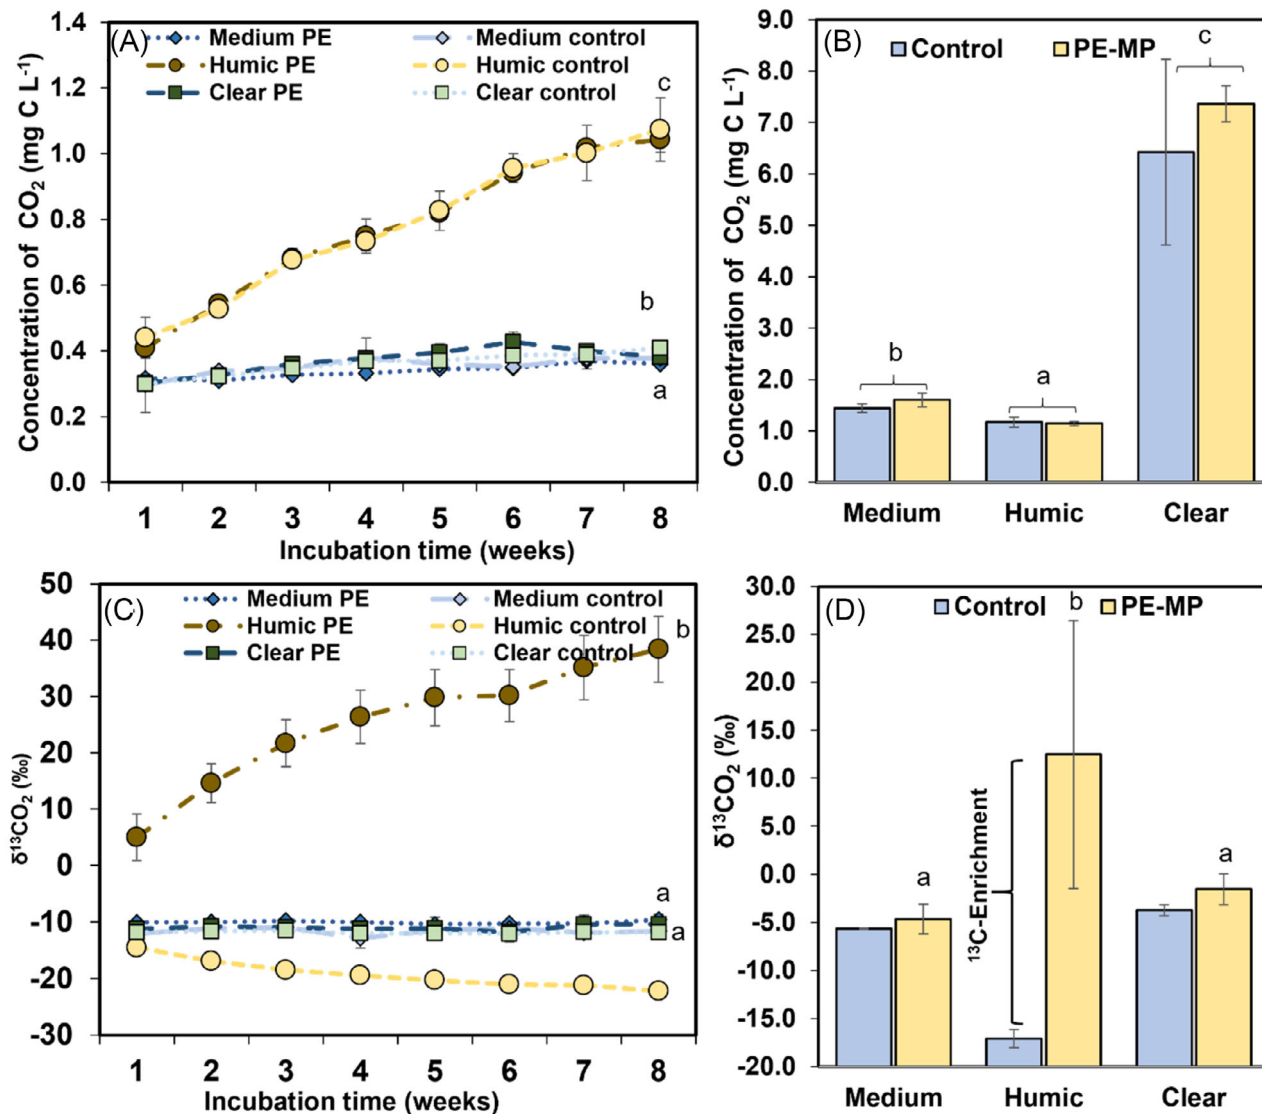 (A)
Medium PE
Medium control
Humic PE
Humic control
Clear PE
Clear control
Concentration of CO₂ (mg C L⁻¹)
1.4
1.2
1.0
0.8
0.6
0.4
0.2
0.0
c
b
a
1 2 3 4 5 6 7 8
Incubation time (weeks)
(B)
Control
PE-MP
Concentration of CO₂ (mg C L⁻¹)
9.0
8.0
7.0
6.0
5.0
4.0
3.0
2.0
1.0
0.0
b
a
c
Medium Humic Clear
(C)
Medium PE
Medium control
Humic PE
Humic control
Clear PE
Clear control
δ¹³CO₂ (‰)
50
40
30
20
10
0
-10
-20
-30
b
a
a
1 2 3 4 5 6 7 8
Incubation time (weeks)
(D)
Control
PE-MP
δ¹³CO₂ (‰)
30.0
25.0
20.0
15.0
10.0
5.0
0.0
-5.0
-10.0
-15.0
-20.0
a
b
a
¹³C-Enrichment
Medium Humic Clear